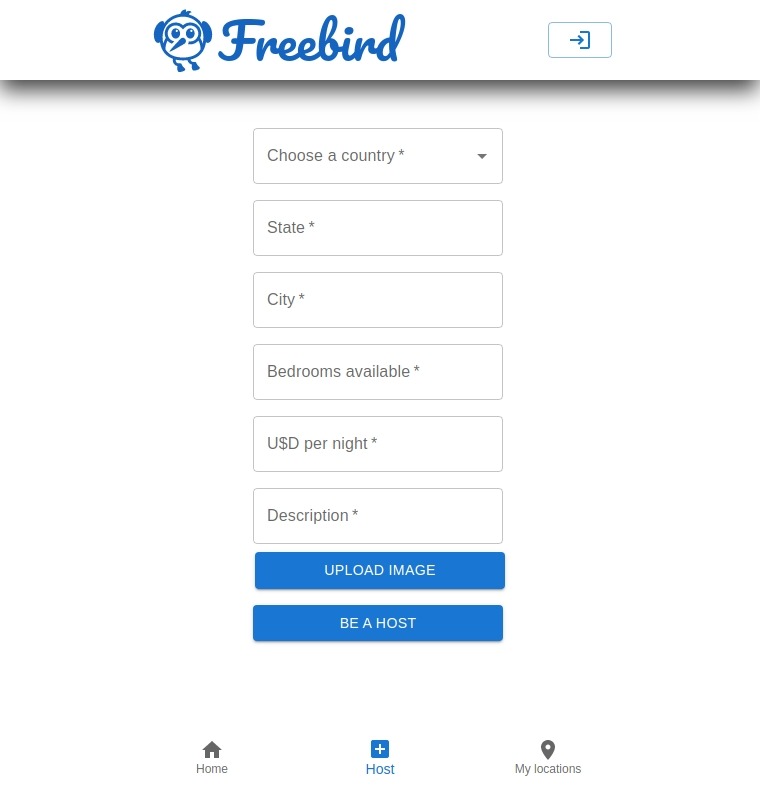 Freebird
Choose a country *
State *
City *
Bedrooms available *
U$D per night *
Description *
UPLOAD IMAGE
BE A HOST
Home
Host
My locations